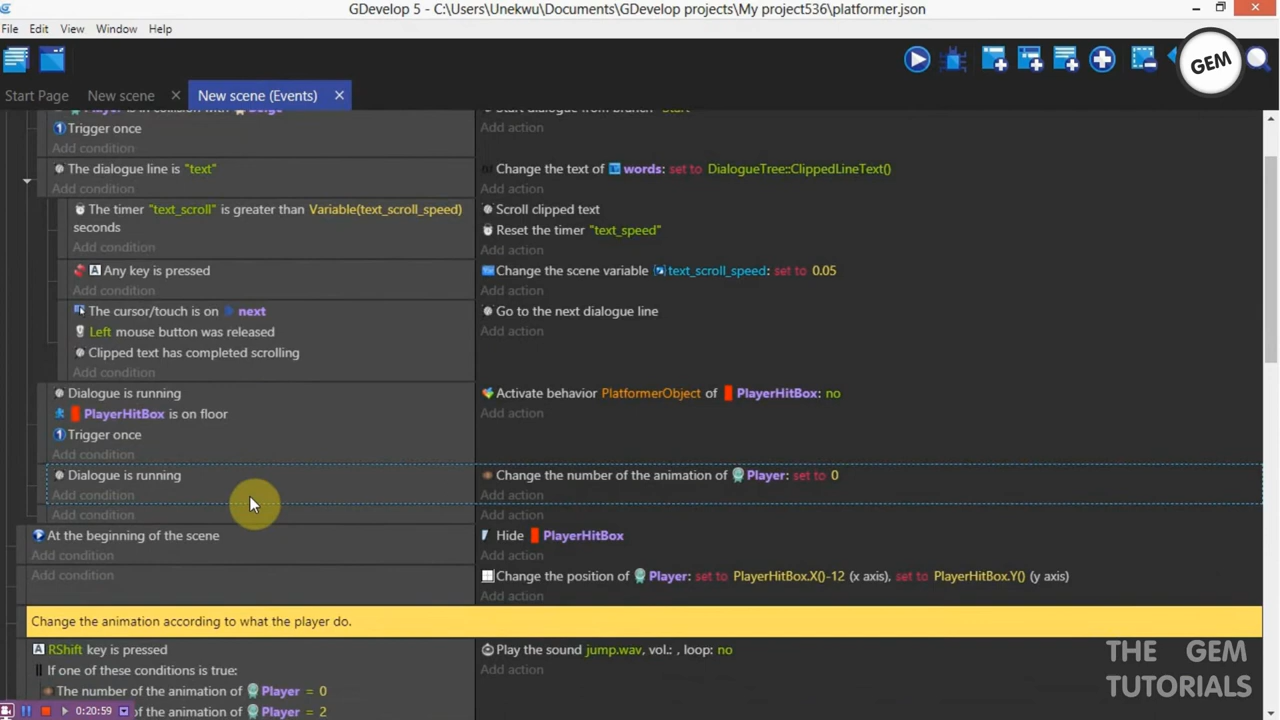 GDevelop 5 - C:\Users\Unekwu\Documents\GDevelop projects\My project536\platformer.json
File Edit View Window Help
GEM
Start Page New scene × New scene (Events) ×
Player is in collision with Beige Start dialogue from branch "Start"
Trigger once Add action
Add condition
The dialogue line is "text" Change the text of words: set to DialogueTree::ClippedLineText()
Add condition Add action
The timer "text_scroll" is greater than Variable(text_scroll_speed) Scroll clipped text
seconds Reset the timer "text_speed"
Add condition Add action
Any key is pressed Change the scene variable text_scroll_speed: set to 0.05
Add condition Add action
The cursor/touch is on next Go to the next dialogue line
Left mouse button was released Add action
Clipped text has completed scrolling
Add condition
Dialogue is running Activate behavior PlatformerObject of PlayerHitBox: no
PlayerHitBox is on floor Add action
Trigger once
Add condition
Dialogue is running Change the number of the animation of Player: set to 0
Add condition Add action
Add condition Add action
At the beginning of the scene Hide PlayerHitBox
Add condition Add action
Add condition Change the position of Player: set to PlayerHitBox.X()-12 (x axis), set to PlayerHitBox.Y() (y axis)
Add action
Change the animation according to what the player do.
RShift key is pressed Play the sound jump.wav, vol.: , loop: no
If one of these conditions is true: Add action
The number of the animation of Player = 0
of the animation of Player = 2
0:20:59
THE GEM
TUTORIALS